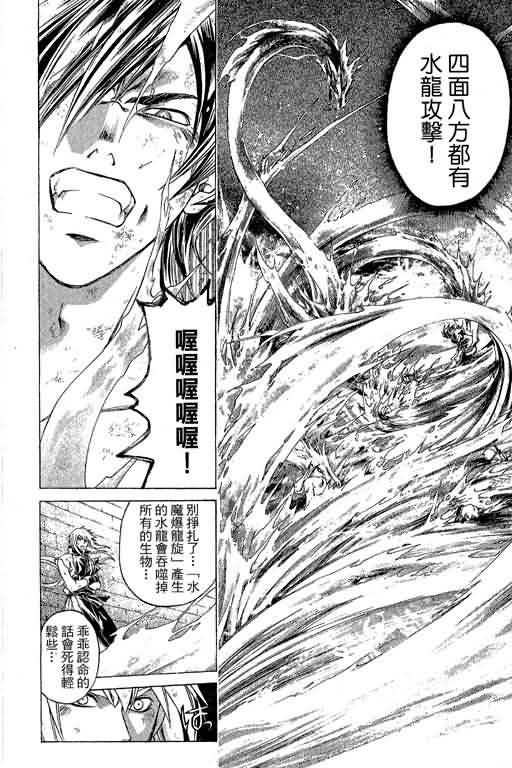 四面八方都有
水龍攻擊！
喔喔喔喔喔！
別掙扎了…「水
魔爆龍旋」產生
的水龍會吞噬掉
所有的生物…
乖乖認命的
話會死得輕
鬆些…
はっ